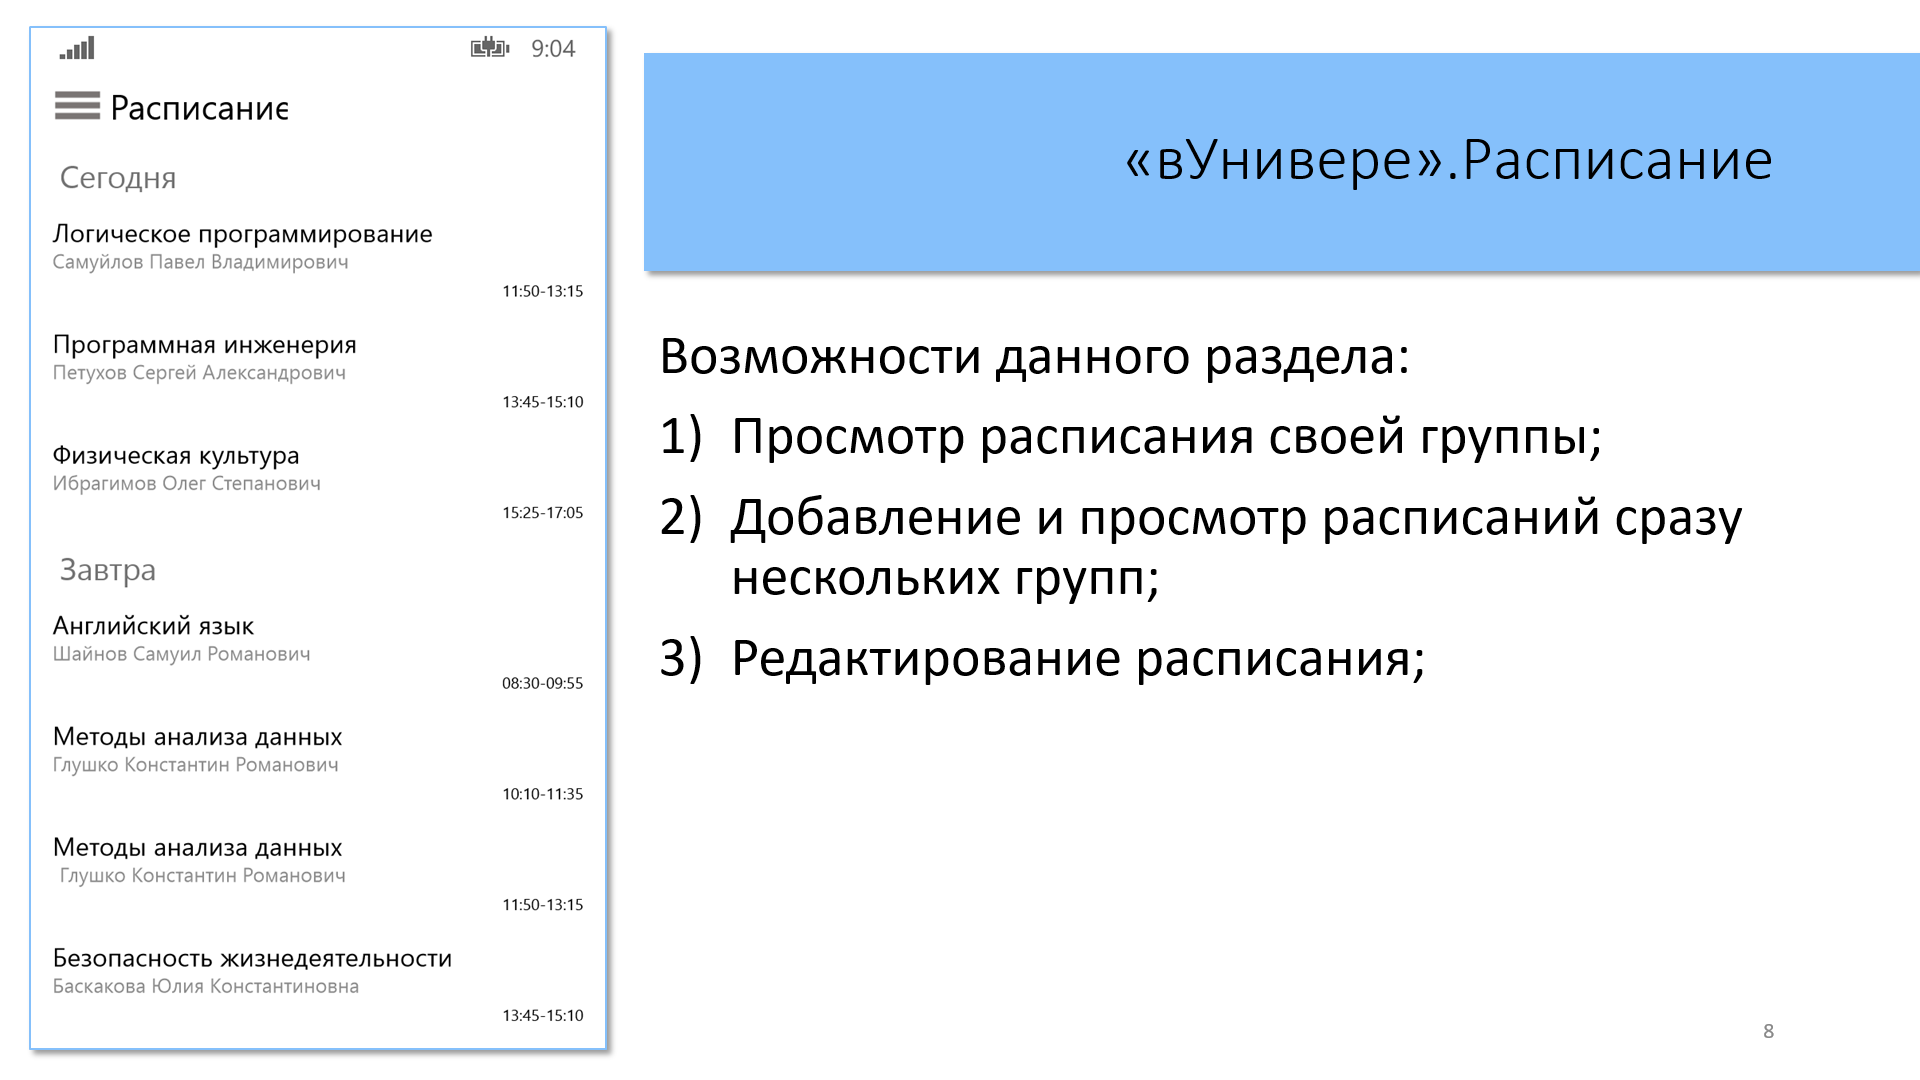 9:04
Расписание
Сегодня
Логическое программирование
Самуйлов Павел Владимирович
11:50-13:15
Программная инженерия
Петухов Сергей Александрович
13:45-15:10
Физическая культура
Ибрагимов Олег Степанович
15:25-17:05
Завтра
Английский язык
Шайнов Самуил Романович
08:30-09:55
Методы анализа данных
Глушко Константин Романович
10:10-11:35
Методы анализа данных
Глушко Константин Романович
11:50-13:15
Безопасность жизнедеятельности
Баскакова Юлия Константиновна
13:45-15:10
«вУнивере».Расписание
Возможности данного раздела:
1) Просмотр расписания своей группы;
2) Добавление и просмотр расписаний сразу
нескольких групп;
3) Редактирование расписания;
8